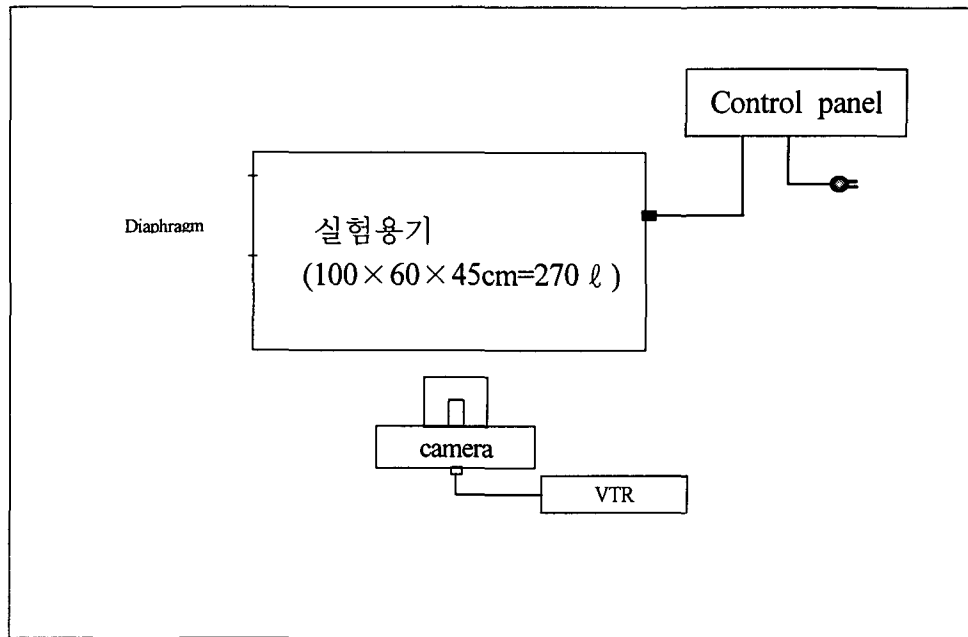 Control panel
Diaphragm
실험용기
(100×60×45cm=270 ℓ)
camera
VTR